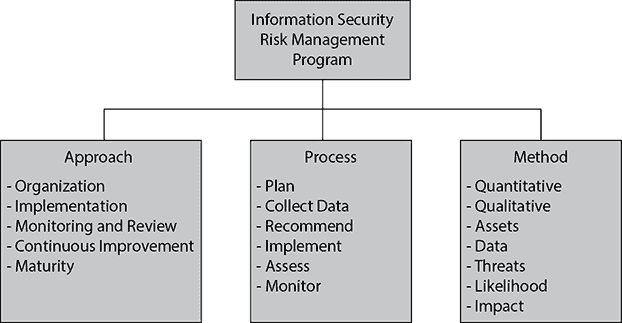 Information Security
Risk Management
Program
Approach
- Organization
- Implementation
- Monitoring and Review
- Continuous Improvement
- Maturity
Process
- Plan
- Collect Data
- Recommend
- Implement
- Assess
- Monitor
Method
- Quantitative
- Qualitative
- Assets
- Data
- Threats
- Likelihood
- Impact